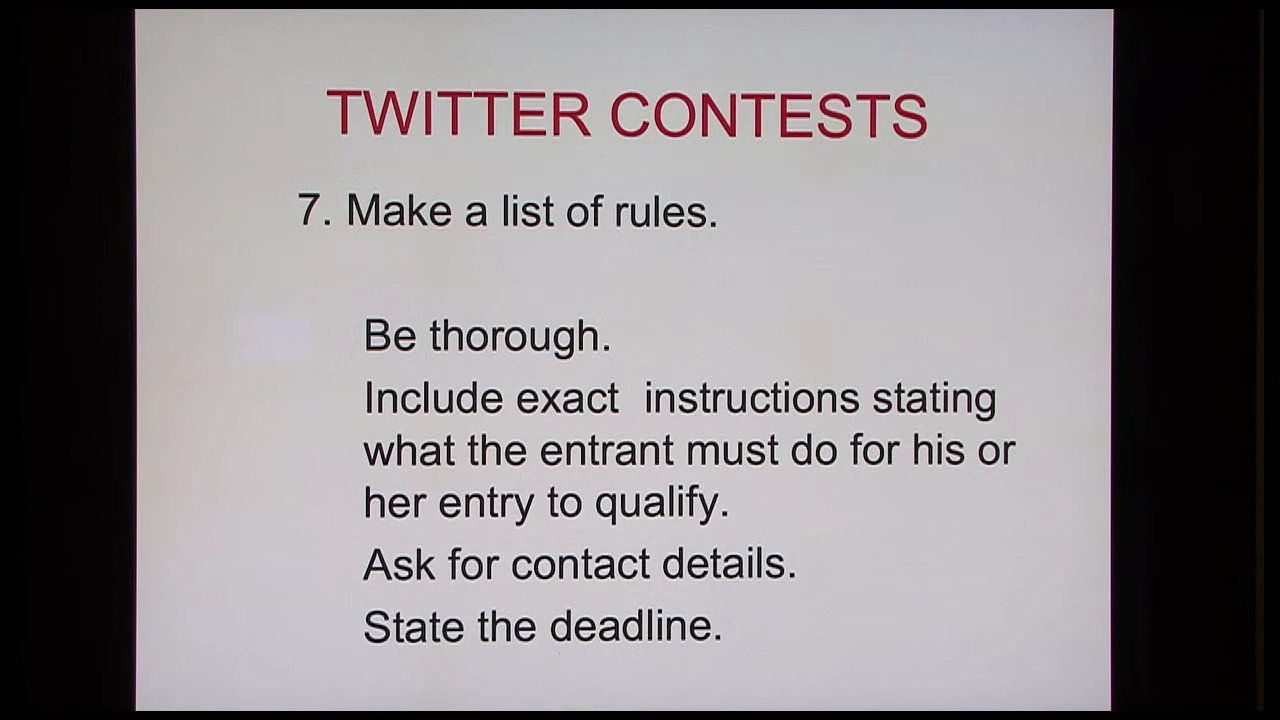 TWITTER CONTESTS
7. Make a list of rules.
Be thorough.
Include exact  instructions stating
what the entrant must do for his or
her entry to qualify.
Ask for contact details.
State the deadline.